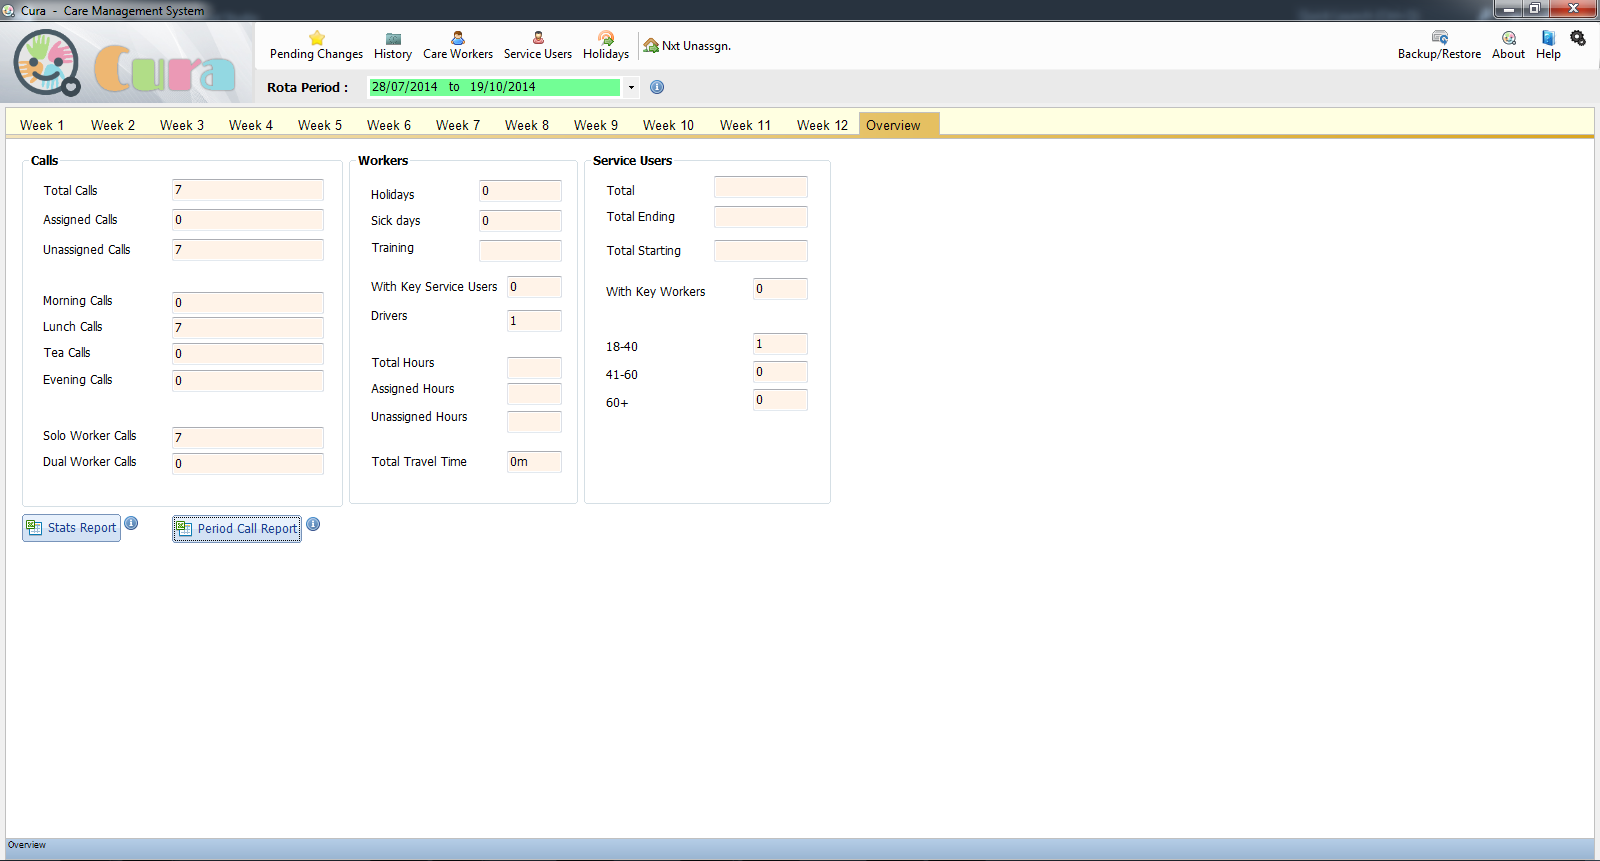 Cura - Care Management System
Cura
Pending Changes History Care Workers Service Users Holidays Nxt Unassgn. Backup/Restore About Help
Rota Period : 28/07/2014 to 19/10/2014
Week 1 Week 2 Week 3 Week 4 Week 5 Week 6 Week 7 Week 8 Week 9 Week 10 Week 11 Week 12 Overview
Calls
Total Calls 7
Assigned Calls 0
Unassigned Calls 7
Morning Calls 0
Lunch Calls 7
Tea Calls 0
Evening Calls 0
Solo Worker Calls 7
Dual Worker Calls 0
Workers
Holidays 0
Sick days 0
Training
With Key Service Users 0
Drivers 1
Total Hours
Assigned Hours
Unassigned Hours
Total Travel Time 0m
Service Users
Total
Total Ending
Total Starting
With Key Workers 0
18-40 1
41-60 0
60+ 0
Stats Report Period Call Report
Overview